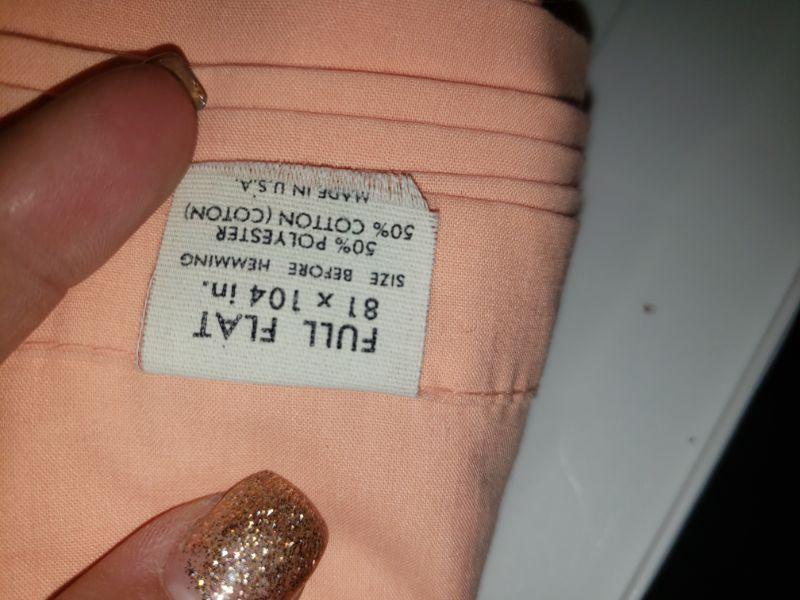 FULL FLAT
81 x 104 in.
SIZE BEFORE HEMMING
50% POLYESTER
50% COTTON (COTON)
MADE IN U.S.A.